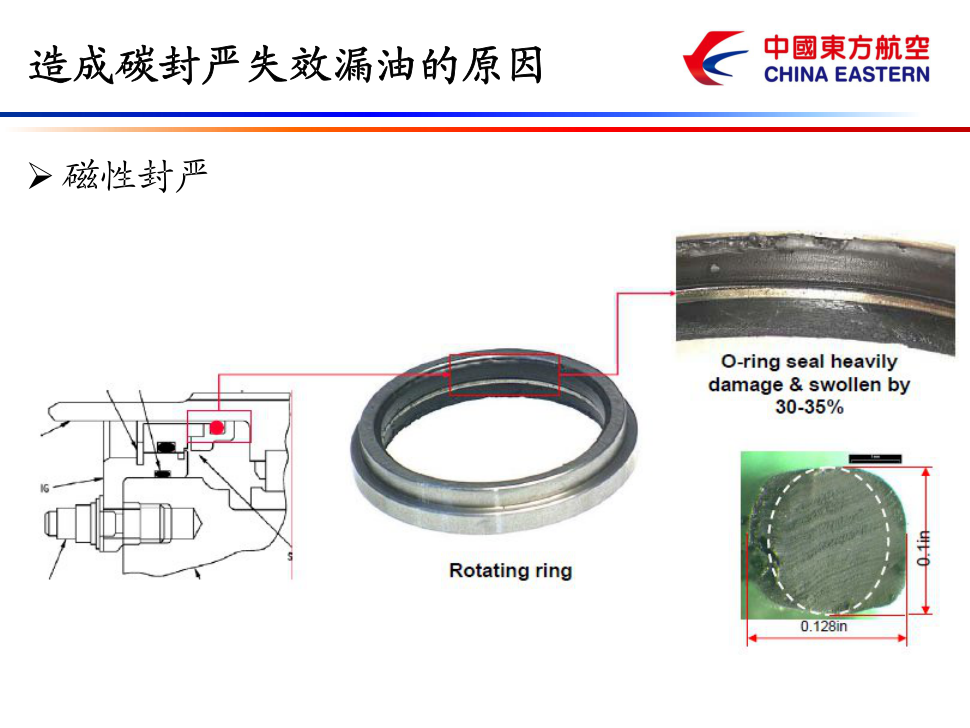 造成碳封严失效漏油的原因
中國東方航空
CHINA EASTERN
磁性封严
O-ring seal heavily
damage & swollen by
30-35%
IG
S
Rotating ring
0.1in
0.128in